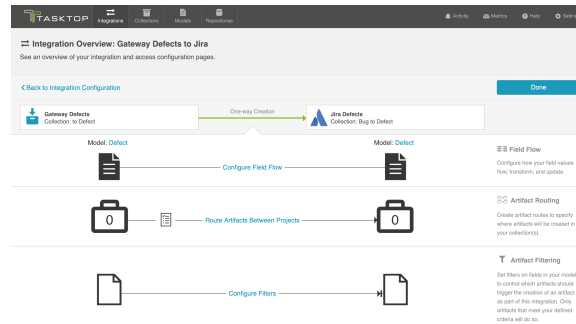 TASKTOP
Integrations
Collections
Models
Repositories
Activity
Metrics
Help
Settin
Integration Overview: Gateway Defects to Jira
See an overview of your integration and access configuration pages.
Back to Integration Configuration
Done
Gateway Defects
Collection: to Defect
One-way Creation
Jira Defects
Collection: Bug to Defect
Model: Defect
Model: Defect
Configure Field Flow
Field Flow
Configure how your field values
flow, transform, and update.
0
Route Artifacts Between Projects
0
Artifact Routing
Create artifact routes to specify
where artifacts will be created in
your collection(s).
Configure Filters
Artifact Filtering
Set filters on fields in your model
to control which artifacts should
trigger the creation of an artifact
as part of this integration. Only
artifacts that meet your defined
criteria will do so.